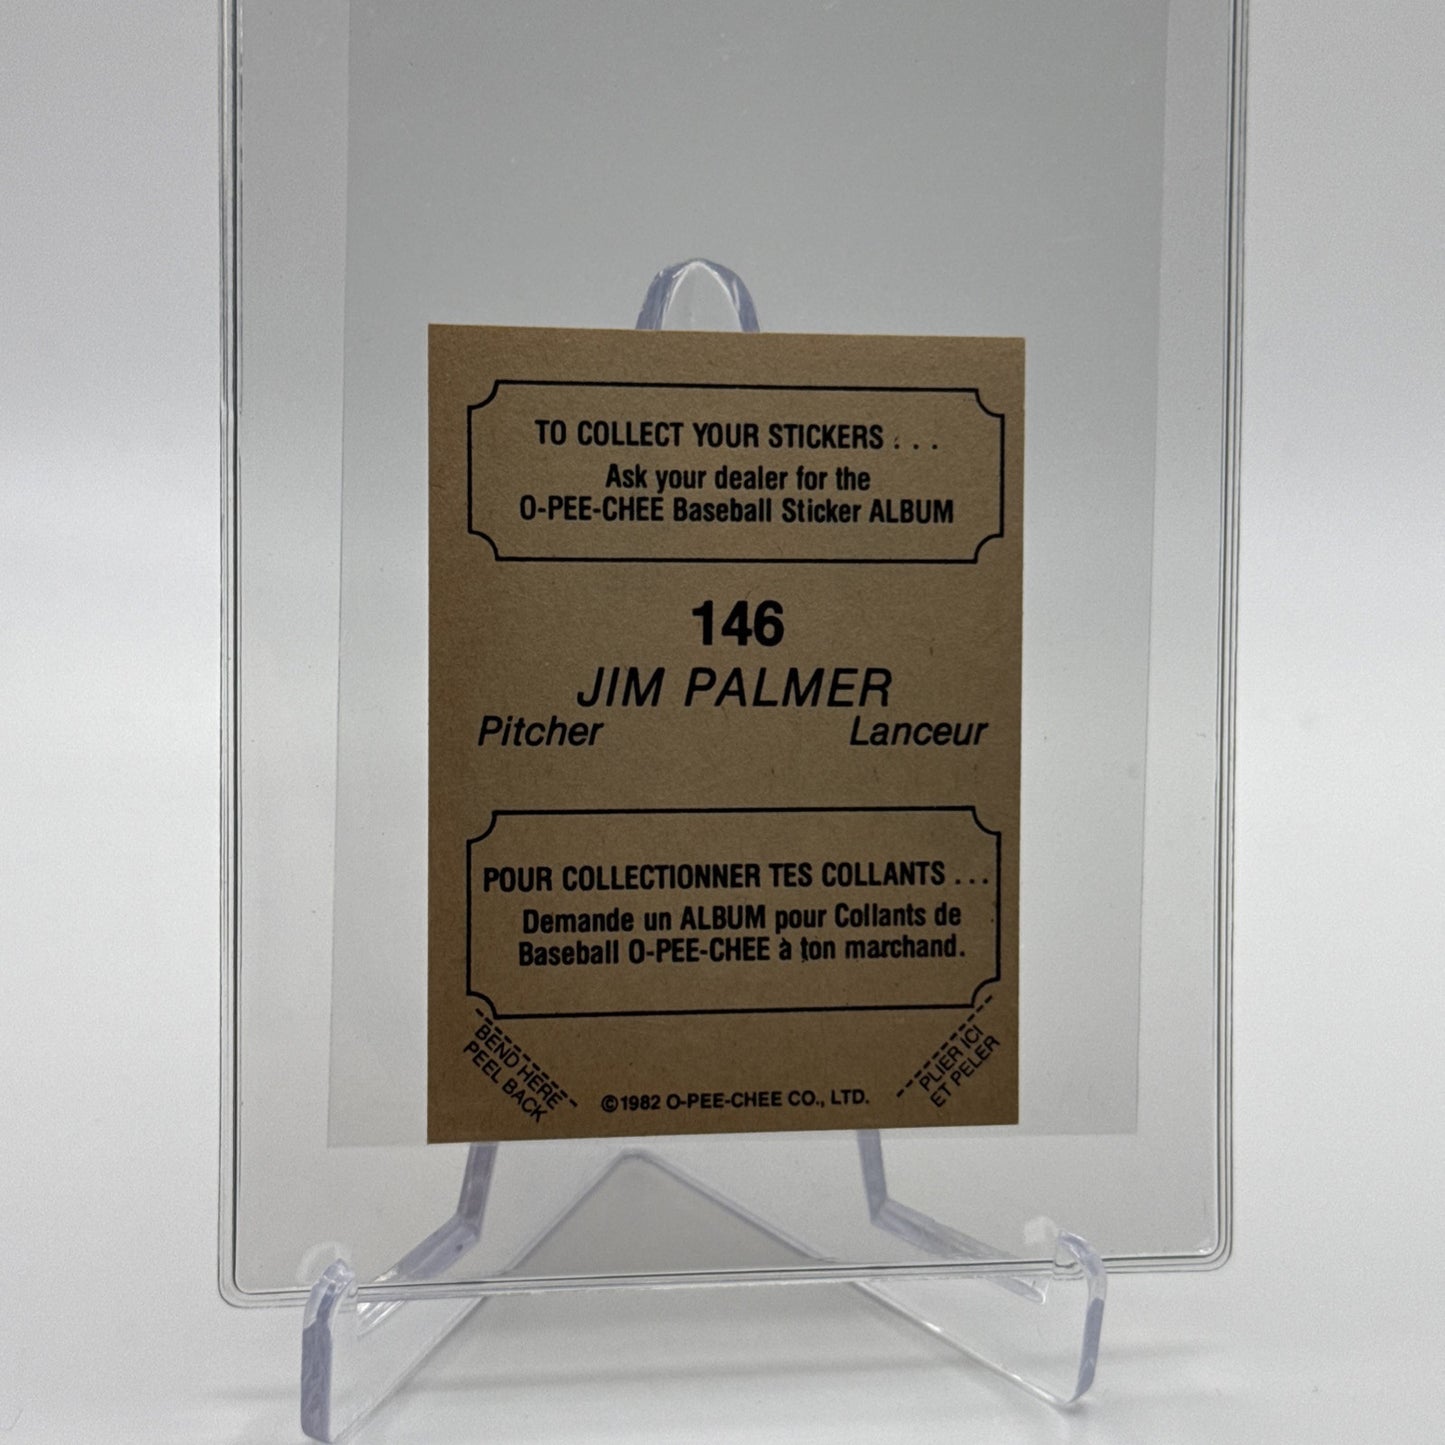 TO COLLECT YOUR STICKERS . . .
Ask your dealer for the
O-PEE-CHEE Baseball Sticker ALBUM
146
JIM PALMER
Pitcher Lanceur
POUR COLLECTIONNER TES COLLANTS . . .
Demande un ALBUM pour Collants de
Baseball O-PEE-CHEE à ton marchand.
BEND HERE
PEEL BACK
©1982 O-PEE-CHEE CO., LTD.
PLIER ICI
ET PELER